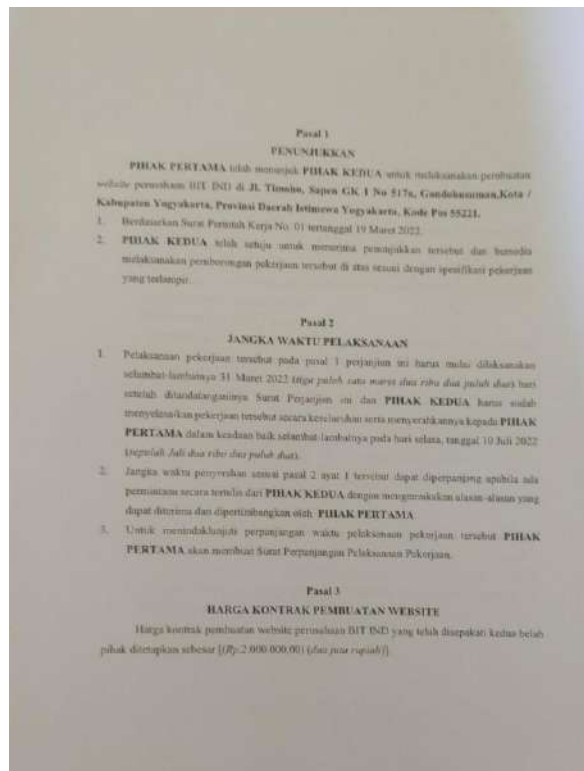 Pasal 1
PENUNJUKKAN
PIHAK PERTAMA telah menunjuk PIHAK KEDUA untuk melaksanakan pembuatan
website perusahaan BIT IND di Jl. Timoho, Sapen GK I No 517a, Gondokusuman,Kota /
Kabupaten Yogyakarta, Provinsi Daerah Istimewa Yogyakarta, Kode Pos 55221.
1. Berdasarkan Surat Perintah Kerja No. 01 tertanggal 19 Maret 2022.
2. PIHAK KEDUA telah setuju untuk menerima penunjukkan tersebut dan bersedia
melaksanakan pemborongan pekerjaan tersebut di atas sesuai dengan spesifikasi pekerjaan
yang terlampir.
Pasal 2
JANGKA WAKTU PELAKSANAAN
1. Pelaksanaan pekerjaan tersebut pada pasal 1 perjanjian ini harus mulai dilaksanakan
selambat-lambatnya 31 Maret 2022 (tiga puluh satu maret dua ribu dua puluh dua) hari
setelah ditandatanganinya Surat Perjanjian ini dan PIHAK KEDUA harus sudah
menyelesaikan pekerjaan tersebut secara keseluruhan serta menyerahkannya kepada PIHAK
PERTAMA dalam keadaan baik selambat-lambatnya pada hari selasa, tanggal 10 Juli 2022
(sepuluh Juli dua ribu dua puluh dua).
2. Jangka waktu penyerahan sesuai pasal 2 ayat 1 tersebut dapat diperpanjang apabila ada
permintaan secara tertulis dari PIHAK KEDUA dengan mengemukakan alasan-alasan yang
dapat diterima dan dipertimbangkan oleh PIHAK PERTAMA
3. Untuk menindaklanjuti perpanjangan waktu pelaksanaan pekerjaan tersebut PIHAK
PERTAMA akan membuat Surat Perpanjangan Pelaksanaan Pekerjaan.
Pasal 3
HARGA KONTRAK PEMBUATAN WEBSITE
Harga kontrak pembuatan website perusahaan BIT IND yang telah disepakati kedua belah
pihak ditetapkan sebesar [(Rp.2.000.000,00) (dua juta rupiah)]